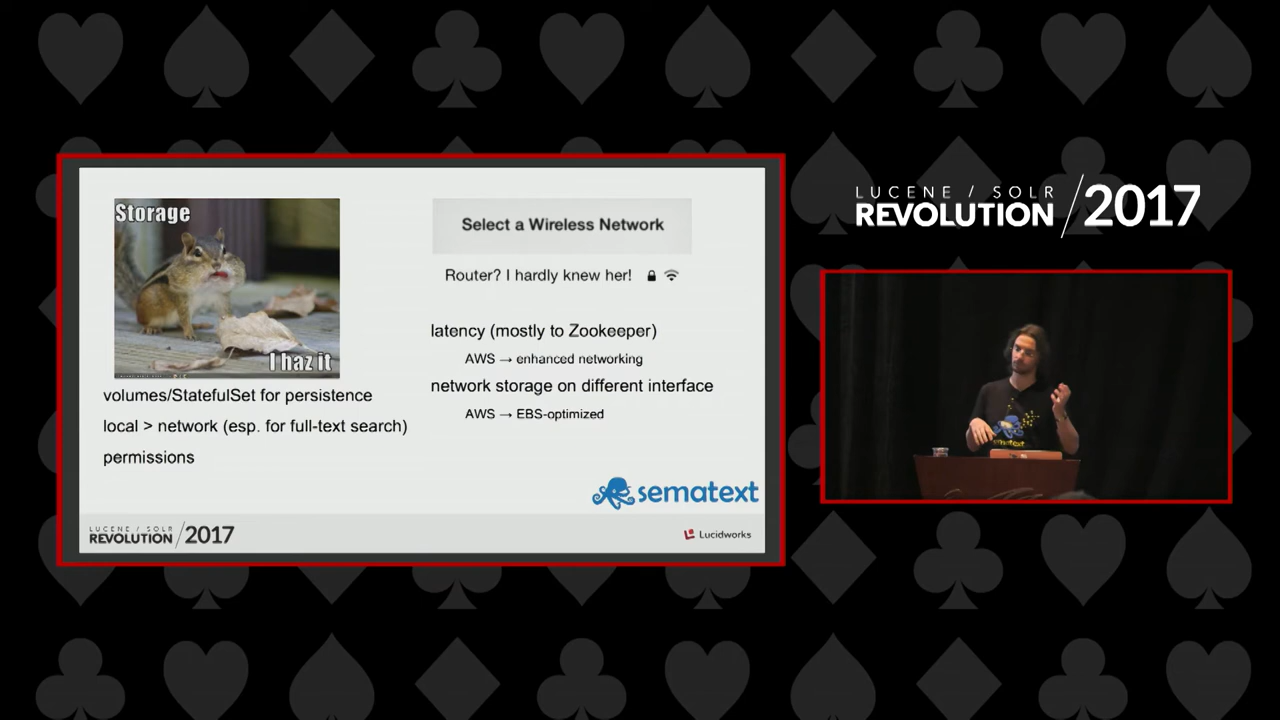 Storage
I haz it
volumes/StatefulSet for persistence
local > network (esp. for full-text search)
permissions
Select a Wireless Network
Router? I hardly knew her!
latency (mostly to Zookeeper)
AWS → enhanced networking
network storage on different interface
AWS → EBS-optimized
sematext
LUCENE / SOLR
REVOLUTION /2017
Lucidworks
LUCENE / SOLR
REVOLUTION /2017
sematext